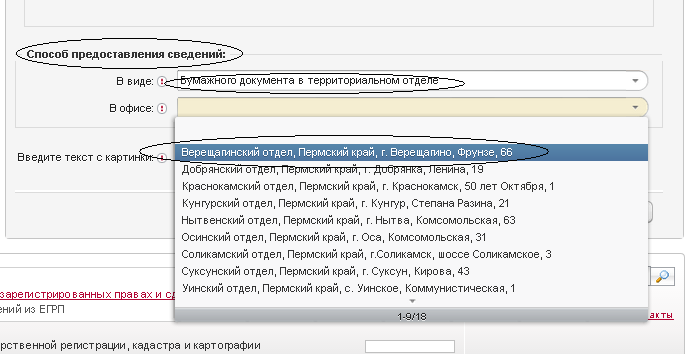 Способ предоставления сведений:
В виде: Бумажного документа в территориальном отделе
В офисе:
Введите текст с картинки:
Верещагинский отдел, Пермский край, г. Верещагино, Фрунзе, 66
Добрянский отдел, Пермский край, г. Добрянка, Ленина, 19
Краснокамский отдел, Пермский край, г. Краснокамск, 50 лет Октября, 1
Кунгурский отдел, Пермский край, г. Кунгур, Степана Разина, 21
Нытвенский отдел, Пермский край, г. Нытва, Комсомольская, 63
Осинский отдел, Пермский край, г. Оса, Комсомольская, 31
Соликамский отдел, Пермский край, г.Соликамск, шоссе Соликамское, 3
Суксунский отдел, Пермский край, г. Суксун, Кирова, 43
Уинский отдел, Пермский край, с. Уинское, Коммунистическая, 1
1-9/18
зарегистрированных правах и сд
акты
ений из ЕГРП
рственной регистрации, кадастра и картографии